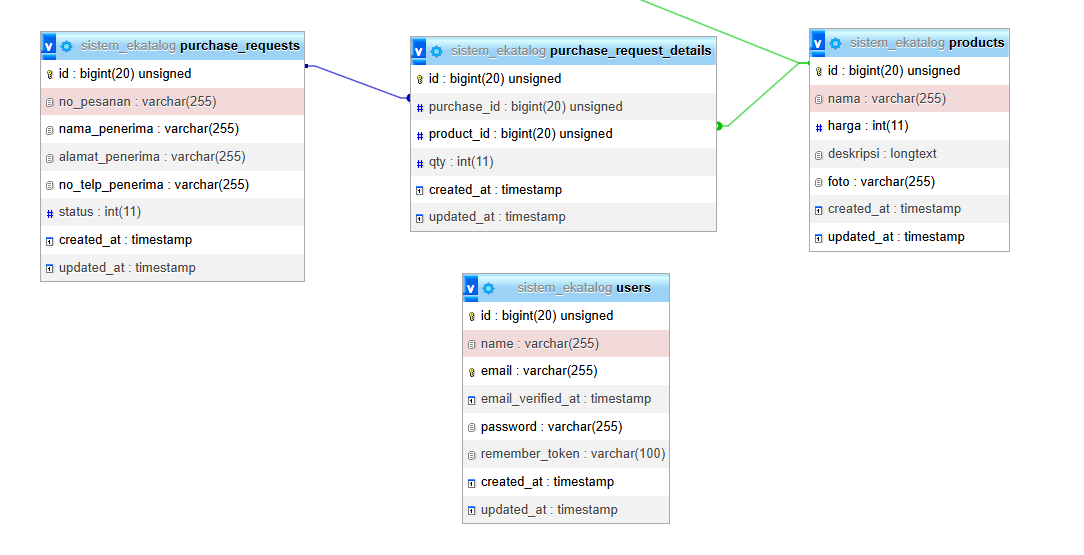 sistem_ekatalog purchase_requests
id : bigint(20) unsigned
no_pesanan : varchar(255)
nama_penerima : varchar(255)
alamat_penerima : varchar(255)
no_telp_penerima : varchar(255)
# status : int(11)
created_at : timestamp
updated_at : timestamp
sistem_ekatalog purchase_request_details
id : bigint(20) unsigned
# purchase_id : bigint(20) unsigned
# product_id : bigint(20) unsigned
# qty : int(11)
created_at : timestamp
updated_at : timestamp
sistem_ekatalog products
id : bigint(20) unsigned
nama : varchar(255)
# harga : int(11)
deskripsi : longtext
foto : varchar(255)
created_at : timestamp
updated_at : timestamp
sistem_ekatalog users
id : bigint(20) unsigned
name : varchar(255)
email : varchar(255)
email_verified_at : timestamp
password : varchar(255)
remember_token : varchar(100)
created_at : timestamp
updated_at : timestamp